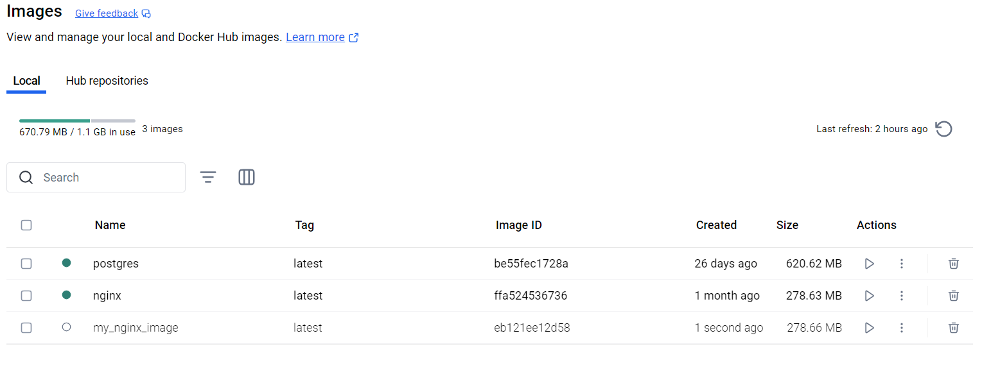 Images Give feedback
View and manage your local and Docker Hub images. Learn more
Local Hub repositories
670.79 MB / 1.1 GB in use 3 images Last refresh: 2 hours ago
Search
Name Tag Image ID Created Size Actions
postgres latest be55fec1728a 26 days ago 620.62 MB
nginx latest ffa524536736 1 month ago 278.63 MB
my_nginx_image latest eb121ee12d58 1 second ago 278.66 MB